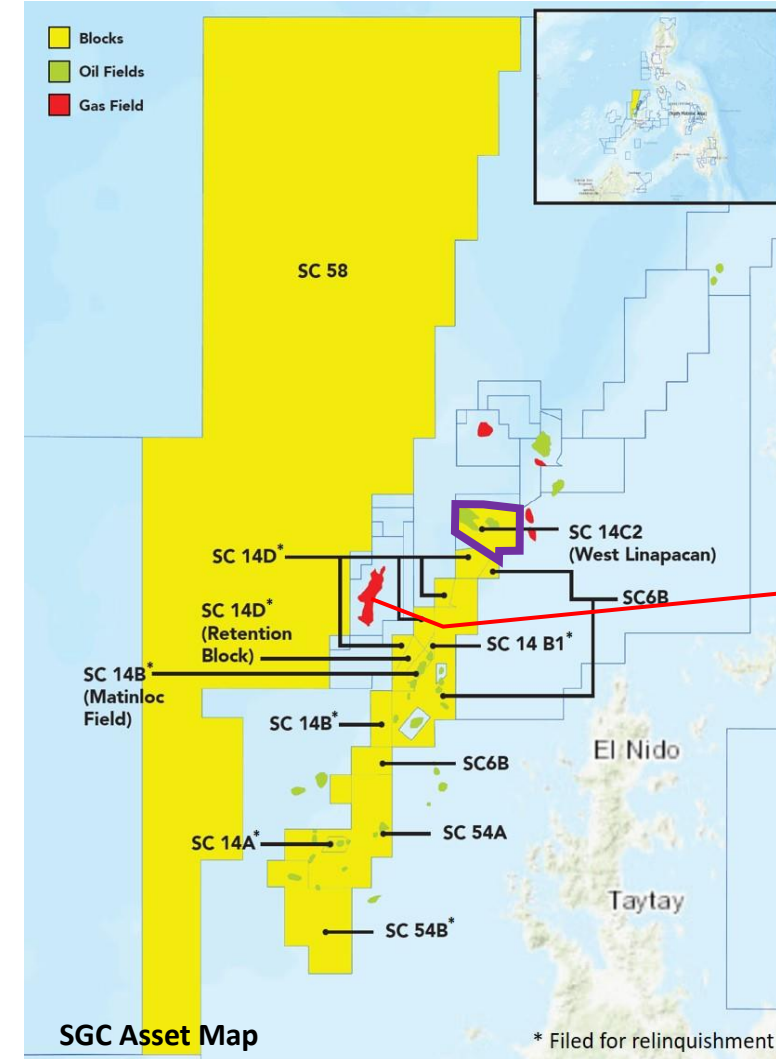 Blocks
Oil Fields
Gas Field
SC 58
SC 14C2
(West Linapacan)
SC 14D*
SC6B
SC 14D*
(Retention
Block)
SC 14 B1*
SC 14B*
(Matinloc
Field)
SC 14B*
El Nido
SC6B
SC 14A*
SC 54A
Taytay
SC 54B*
SGC Asset Map
* Filed for relinquishment